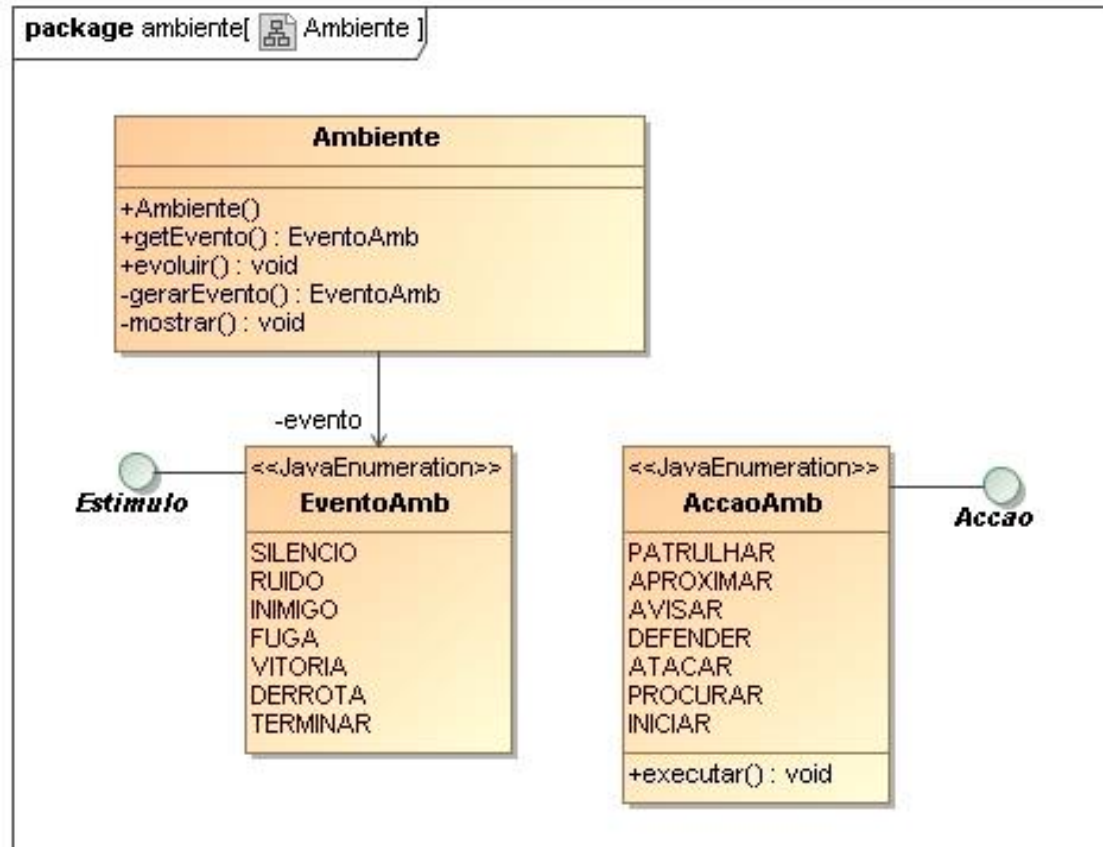 package ambiente[ Ambiente ]
Ambiente
+Ambiente()
+getEvento() : EventoAmb
+evoluir() : void
-gerarEvento() : EventoAmb
-mostrar() : void
-evento
Estimulo
<<JavaEnumeration>>
EventoAmb
SILENCIO
RUIDO
INIMIGO
FUGA
VITORIA
DERROTA
TERMINAR
<<JavaEnumeration>>
AccaoAmb
PATRULHAR
APROXIMAR
AVISAR
DEFENDER
ATACAR
PROCURAR
INICIAR
+executar() : void
Accao